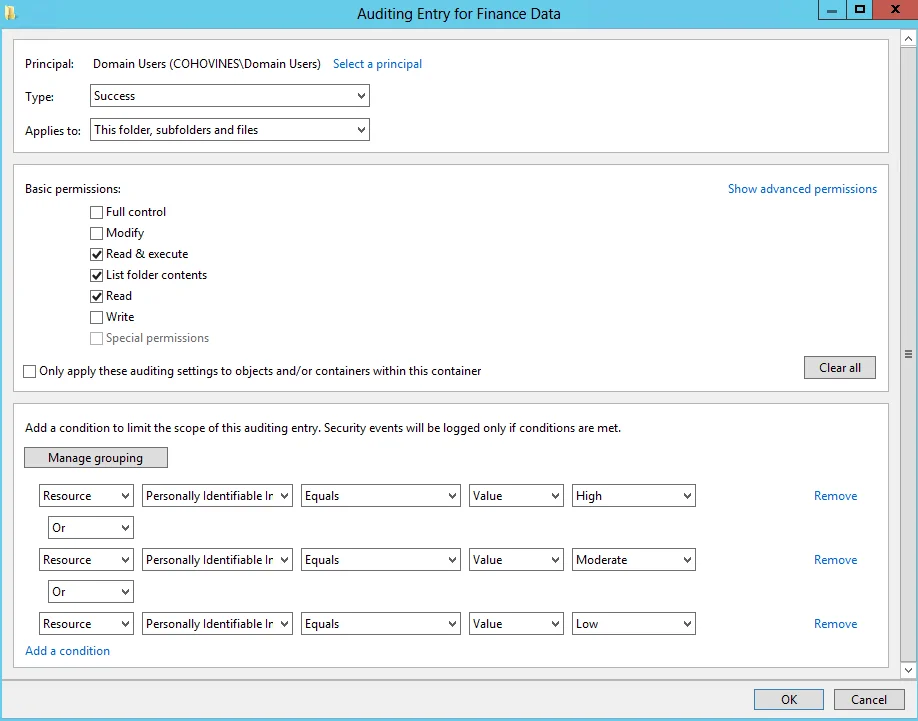 Auditing Entry for Finance Data
Principal: Domain Users (COHOVINES\Domain Users) Select a principal
Type: Success
Applies to: This folder, subfolders and files
Basic permissions: Show advanced permissions
Full control
Modify
Read & execute
List folder contents
Read
Write
Special permissions
Only apply these auditing settings to objects and/or containers within this container Clear all
Add a condition to limit the scope of this auditing entry. Security events will be logged only if conditions are met.
Manage grouping
Resource Personally Identifiable Ir Equals Value High Remove
Or
Resource Personally Identifiable Ir Equals Value Moderate Remove
Or
Resource Personally Identifiable Ir Equals Value Low Remove
Add a condition
OK Cancel